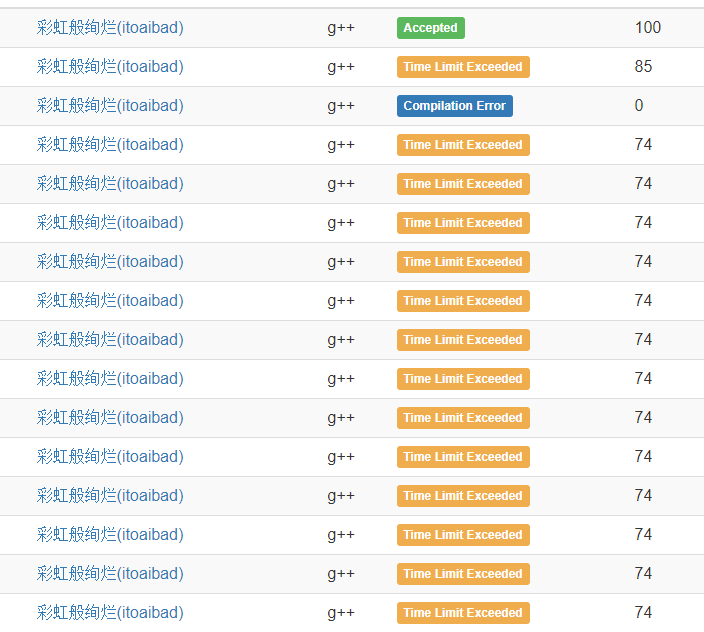 彩虹般绚烂(itoaibad) g++ Accepted 100
彩虹般绚烂(itoaibad) g++ Time Limit Exceeded 85
彩虹般绚烂(itoaibad) g++ Compilation Error 0
彩虹般绚烂(itoaibad) g++ Time Limit Exceeded 74
彩虹般绚烂(itoaibad) g++ Time Limit Exceeded 74
彩虹般绚烂(itoaibad) g++ Time Limit Exceeded 74
彩虹般绚烂(itoaibad) g++ Time Limit Exceeded 74
彩虹般绚烂(itoaibad) g++ Time Limit Exceeded 74
彩虹般绚烂(itoaibad) g++ Time Limit Exceeded 74
彩虹般绚烂(itoaibad) g++ Time Limit Exceeded 74
彩虹般绚烂(itoaibad) g++ Time Limit Exceeded 74
彩虹般绚烂(itoaibad) g++ Time Limit Exceeded 74
彩虹般绚烂(itoaibad) g++ Time Limit Exceeded 74
彩虹般绚烂(itoaibad) g++ Time Limit Exceeded 74
彩虹般绚烂(itoaibad) g++ Time Limit Exceeded 74
彩虹般绚烂(itoaibad) g++ Time Limit Exceeded 74